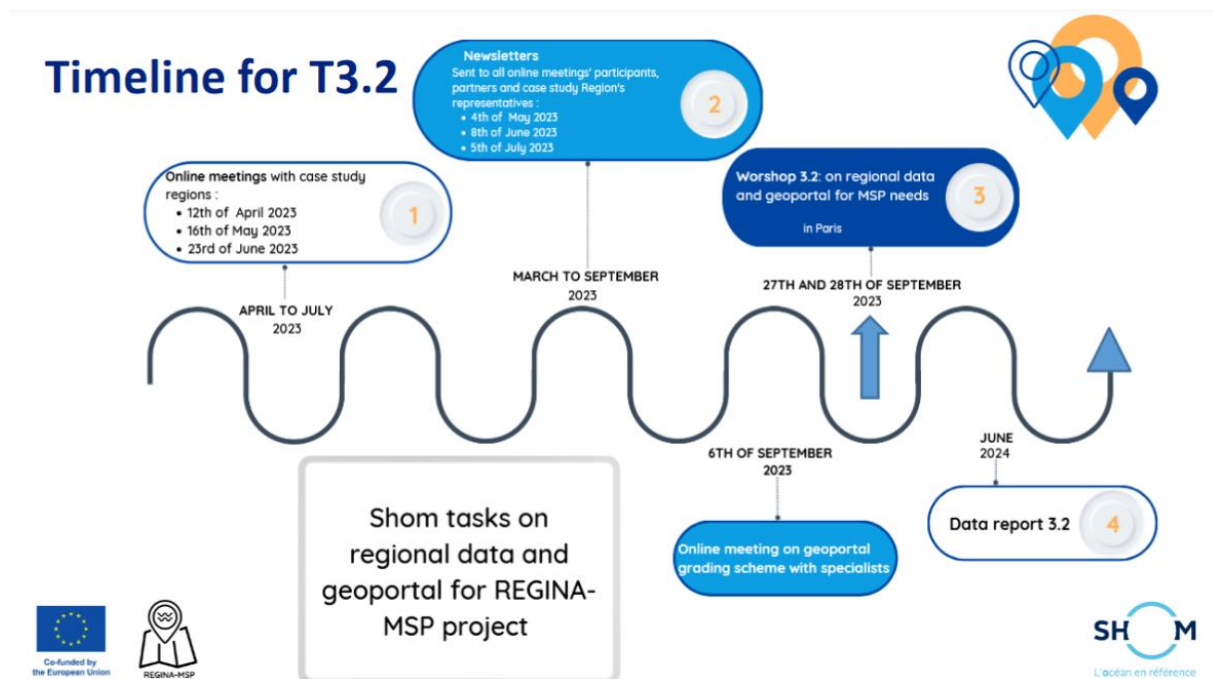 Timeline for T3.2
Newsletters
Sent to all online meetings' participants,
partners and case study Region's
representatives :
• 4th of May 2023
• 8th of June 2023
• 5th of July 2023
2
Online meetings with case study
regions :
• 12th of April 2023
• 16th of May 2023
• 23rd of June 2023
1
Worshop 3.2: on regional data
and geoportal for MSP needs
in Paris
3
MARCH TO SEPTEMBER
2023
27TH AND 28TH OF SEPTEMBER
2023
APRIL TO JULY
2023
6TH OF SEPTEMBER
2023
JUNE
2024
Shom tasks on
regional data and
geoportal for REGINA-
MSP project
Online meeting on geoportal
grading scheme with specialists
Data report 3.2
4
Co-funded by
the European Union
REGINA-MSP
SHOM
L'océan en référence